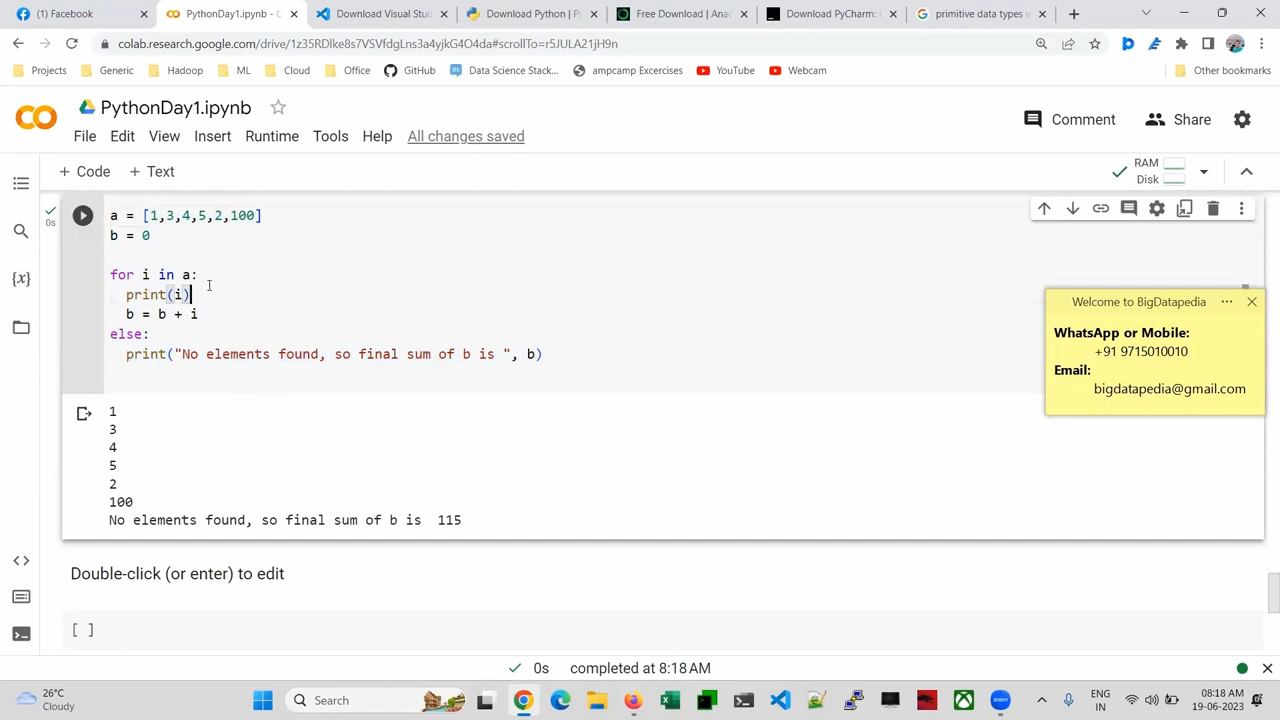 Facebook
PythonDay1.ipynb - C
Download Visual Stud
Download Python | Py
Free Download | Anac
Download PyCharm:
primitive data types i
colab.research.google.com/drive/1z35RDlke8s7VSVfdgLns3a4yjkC4O4da#scrollTo=r5JULA21jH9n
Projects
Generic
Hadoop
ML
Cloud
Office
GitHub
Data Science Stack...
ampcamp Excercises
YouTube
Webcam
Other bookmarks
PythonDay1.ipynb
Comment
Share
File Edit View Insert Runtime Tools Help All changes saved
+ Code + Text
RAM
Disk
0s
a = [1,3,4,5,2,100]
b = 0
for i in a:
print(i)
b = b + i
else:
print("No elements found, so final sum of b is ", b)
Welcome to BigDatapedia
WhatsApp or Mobile:
+91 9715010010
Email:
bigdatapedia@gmail.com
{x}
1
3
4
5
2
100
No elements found, so final sum of b is  115
Double-click (or enter) to edit
[ ]
0s completed at 8:18 AM
26°C
Cloudy
Search
zoom
ENG
IN
08:18 AM
19-06-2023